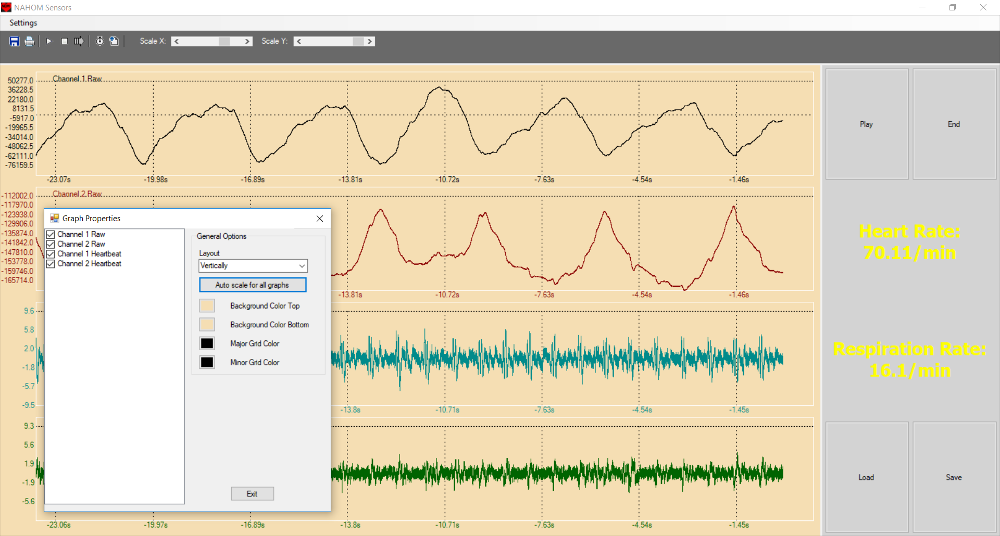 NAHOM Sensors
Settings
Scale X:
Scale Y:
Channel 1 Raw
50277.0
36228.5
22180.0
8131.5
-5917.0
-19965.5
-34014.0
-48062.5
-62111.0
-76159.5
-23.07s -19.98s -16.89s -13.81s -10.72s -7.63s -4.54s -1.46s
Channel 2 Raw
-112002.0
-117970.0
-123938.0
-129906.0
-135874.0
-141842.0
-147810.0
-153778.0
-159746.0
-165714.0
-13.81s -10.72s -7.63s -4.54s -1.46s
9.6
5.8
2.0
-1.8
-5.7
-9.5
-13.8s -10.71s -7.63s -4.54s -1.45s
9.3
5.6
1.9
-1.9
-5.6
-23.06s -19.97s -16.89s -13.8s -10.71s -7.63s -4.54s -1.45s
Graph Properties
Channel 1 Raw
Channel 2 Raw
Channel 1 Heartbeat
Channel 2 Heartbeat
General Options
Layout
Vertically
Auto scale for all graphs
Background Color Top
Background Color Bottom
Major Grid Color
Minor Grid Color
Exit
Play
End
Heart Rate:
70.11/min
Respiration Rate:
16.1/min
Load
Save